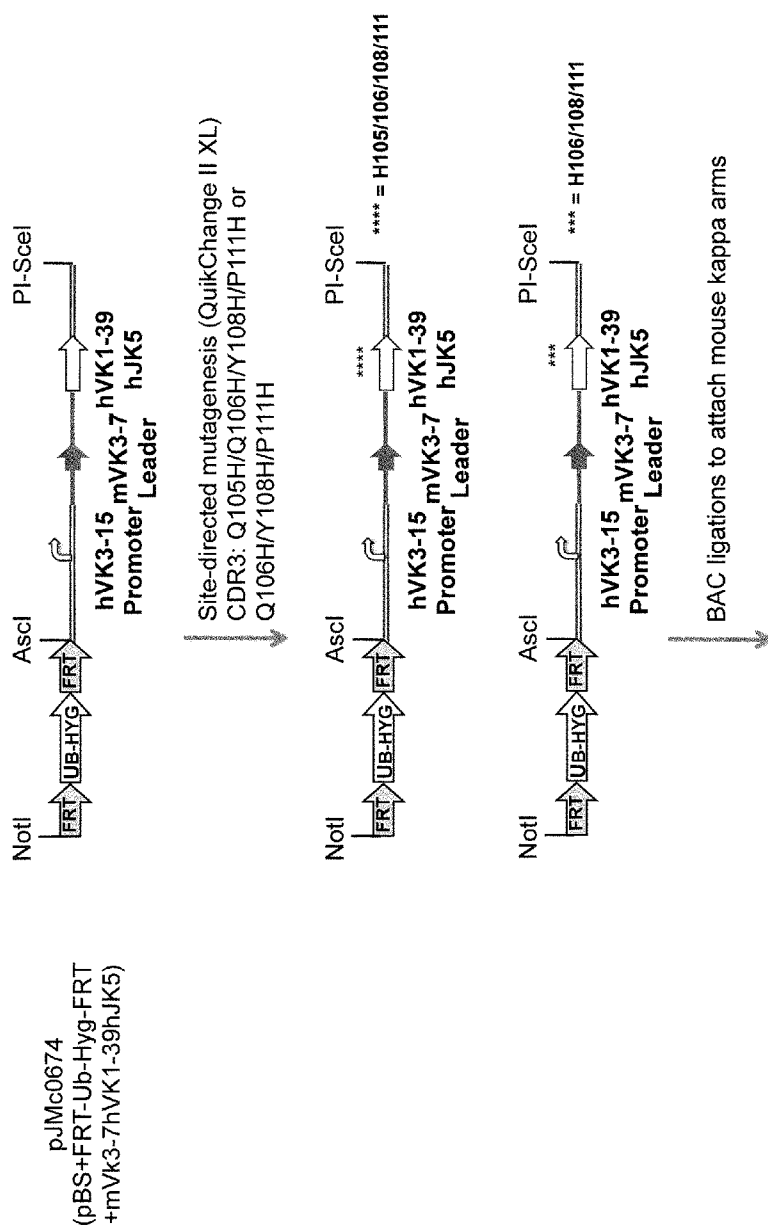 pJMc0674
(pBS+FRT-Ub-Hyg-FRT
+mVk3-7hVK1-39hJK5)
NotI AscI PI-SceI
FRT UB-HYG FRT
hVK3-15 mVK3-7 hVK1-39
Promoter Leader hJK5
Site-directed mutagenesis (QuikChange II XL)
CDR3: Q105H/Q106H/Y108H/P111H or
Q106H/Y108H/P111H
NotI AscI PI-SceI
**** **** = H105/106/108/111
FRT UB-HYG FRT
hVK3-15 mVK3-7 hVK1-39
Promoter Leader hJK5
NotI AscI PI-SceI
*** *** = H106/108/111
FRT UB-HYG FRT
hVK3-15 mVK3-7 hVK1-39
Promoter Leader hJK5
BAC ligations to attach mouse kappa arms